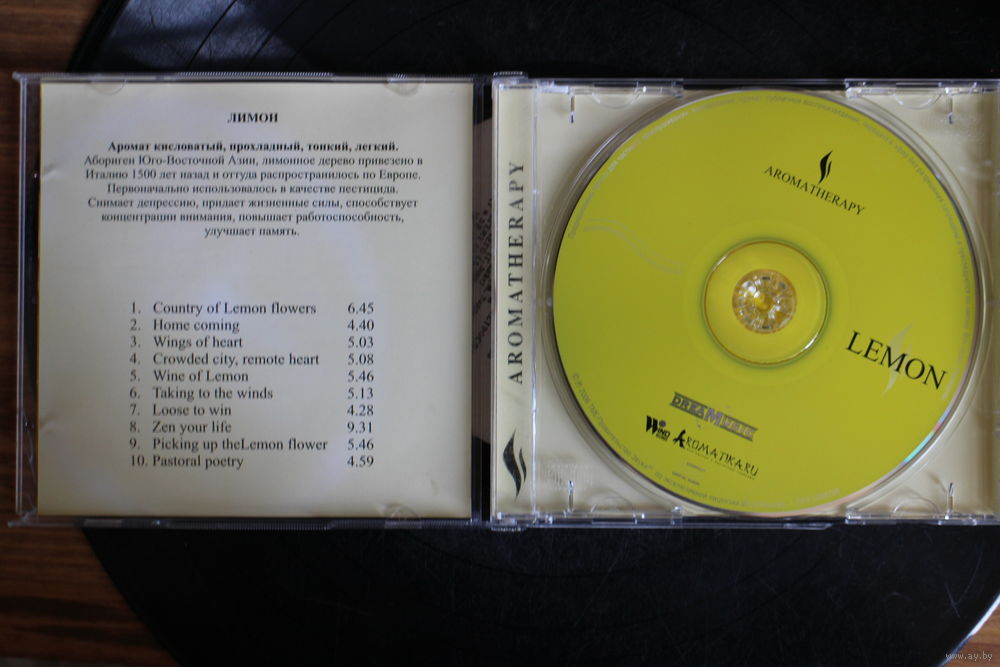 ЛИМОН
Аромат кисловатый, прохладный, тонкий, легкий.
Абориген Юго-Восточной Азии, лимонное дерево привезено в
Италию 1500 лет назад и оттуда распространилось по Европе.
Первоначально использовалось в качестве пестицида.
Снимает депрессию, придает жизненные силы, способствует
концентрации внимания, повышает работоспособность,
улучшает память.
1. Country of Lemon flowers 6.45
2. Home coming 4.40
3. Wings of heart 5.03
4. Crowded city, remote heart 5.08
5. Wine of Lemon 5.46
6. Taking to the winds 5.13
7. Loose to win 4.28
8. Zen your life 9.31
9. Picking up theLemon flower 5.46
10. Pastoral poetry 4.59
AROMATHERAPY
AROMATHERAPY
LEMON
DREAMUSIC
WIND
AROMATIKA.RU
www.ay.by